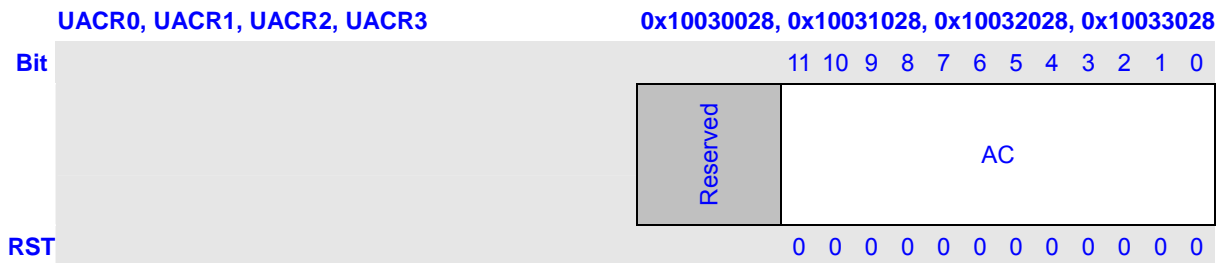 UACR0, UACR1, UACR2, UACR3 0x10030028, 0x10031028, 0x10032028, 0x10033028
Bit 11 10 9 8 7 6 5 4 3 2 1 0
Reserved AC
RST 0 0 0 0 0 0 0 0 0 0 0 0